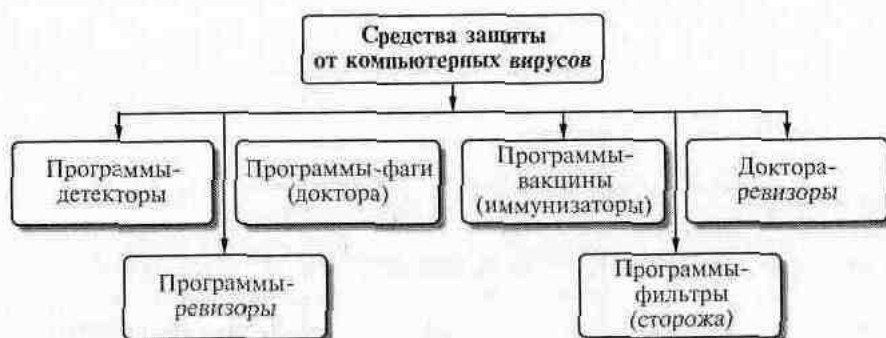 Средства защиты
от компьютерных вирусов
Программы-
детекторы
Программы-фаги
(доктора)
Программы-
вакцины
(иммунизаторы)
Доктора-
ревизоры
Программы-
ревизоры
Программы-
фильтры
(сторожа)